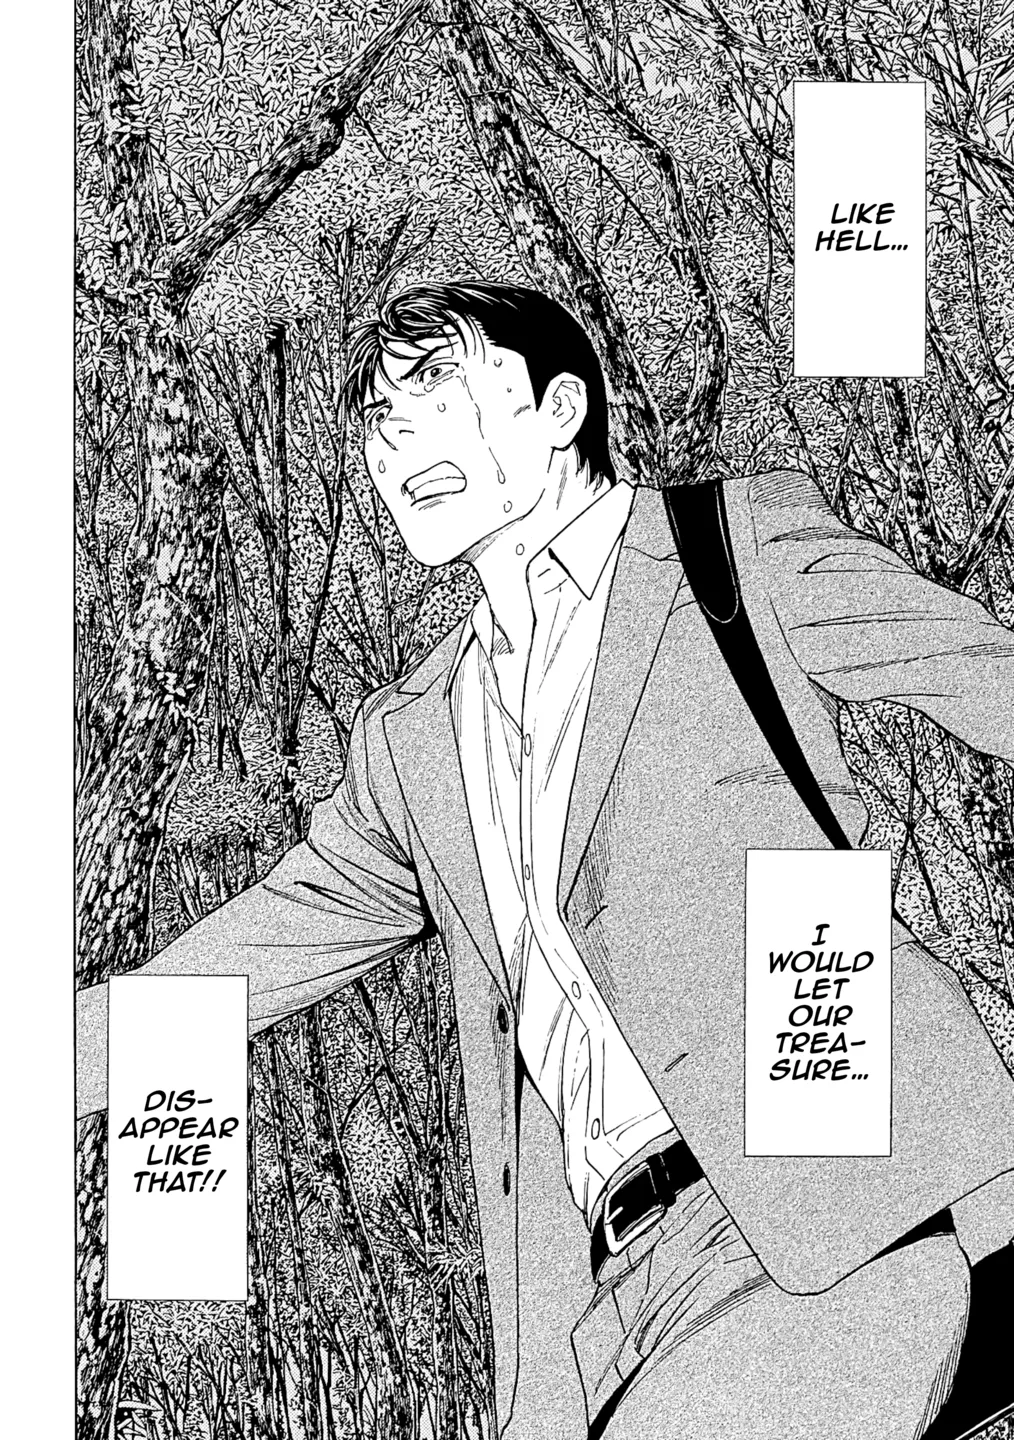 LIKE
HELL...
I
WOULD
LET
OUR
TREA-
SURE...
DIS-
APPEAR
LIKE
THAT!!